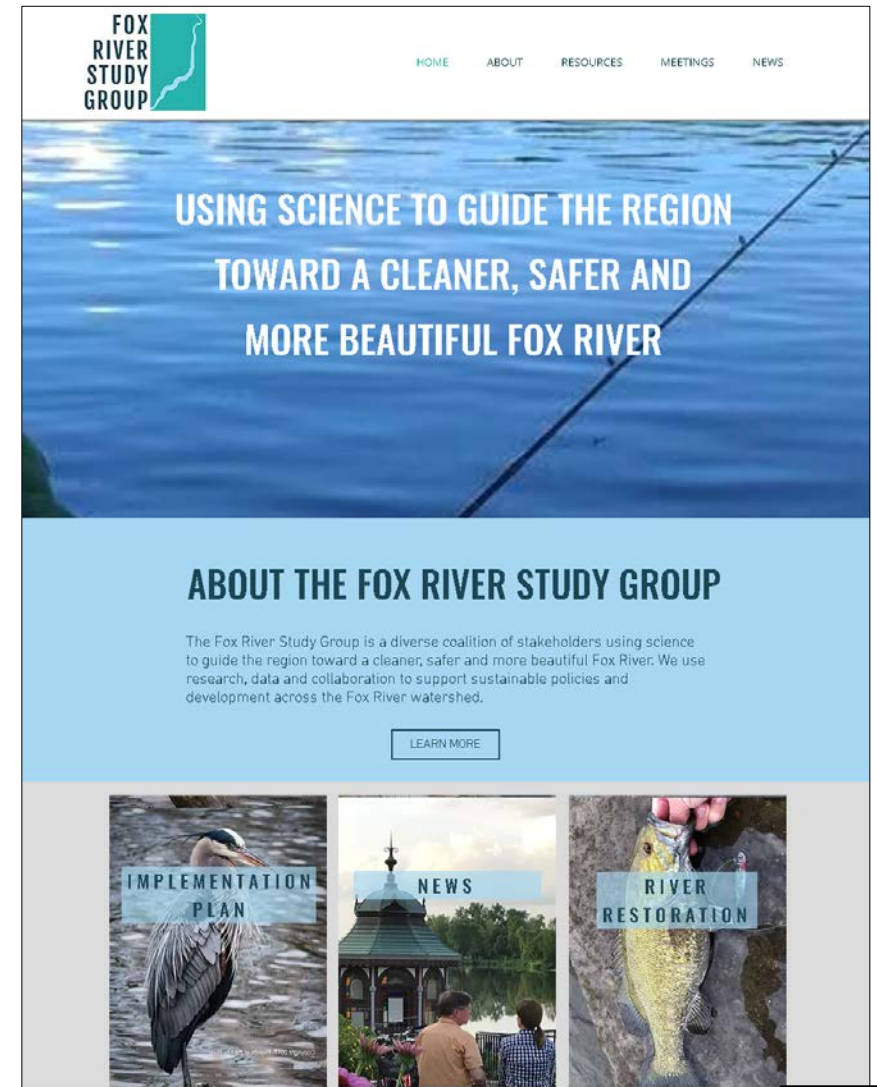 FOX
RIVER
STUDY
GROUP
HOME ABOUT RESOURCES MEETINGS NEWS
USING SCIENCE TO GUIDE THE REGION
TOWARD A CLEANER, SAFER AND
MORE BEAUTIFUL FOX RIVER
ABOUT THE FOX RIVER STUDY GROUP
The Fox River Study Group is a diverse coalition of stakeholders using science
to guide the region toward a cleaner, safer and more beautiful Fox River. We use
research, data and collaboration to support sustainable policies and
development across the Fox River watershed.
LEARN MORE
IMPLEMENTATION
PLAN
NEWS
RIVER
RESTORATION